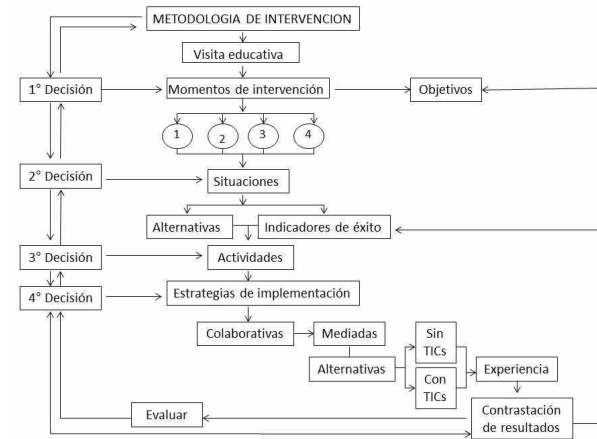 METODOLOGIA DE INTERVENCION
Visita educativa
1° Decisión
Momentos de intervención
Objetivos
1
2
3
4
2° Decisión
Situaciones
Alternativas
Indicadores de éxito
3° Decisión
Actividades
4° Decisión
Estrategias de implementación
Colaborativas
Mediadas
Alternativas
Sin
TICs
Con
TICs
Experiencia
Evaluar
Contrastación
de resultados